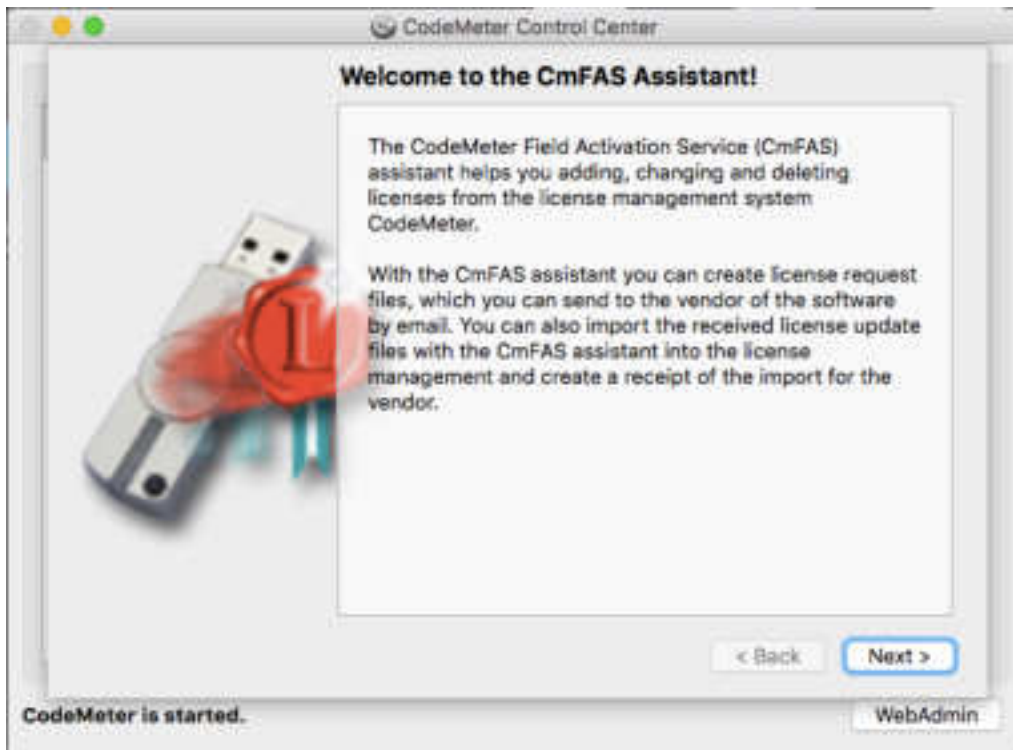 CodeMeter Control Center
Welcome to the CmFAS Assistant!
The CodeMeter Field Activation Service (CmFAS)
assistant helps you adding, changing and deleting
licenses from the license management system
CodeMeter.
With the CmFAS assistant you can create license request
files, which you can send to the vendor of the software
by email. You can also import the received license update
files with the CmFAS assistant into the license
management and create a receipt of the import for the
vendor.
L
< Back
Next >
CodeMeter is started.
WebAdmin